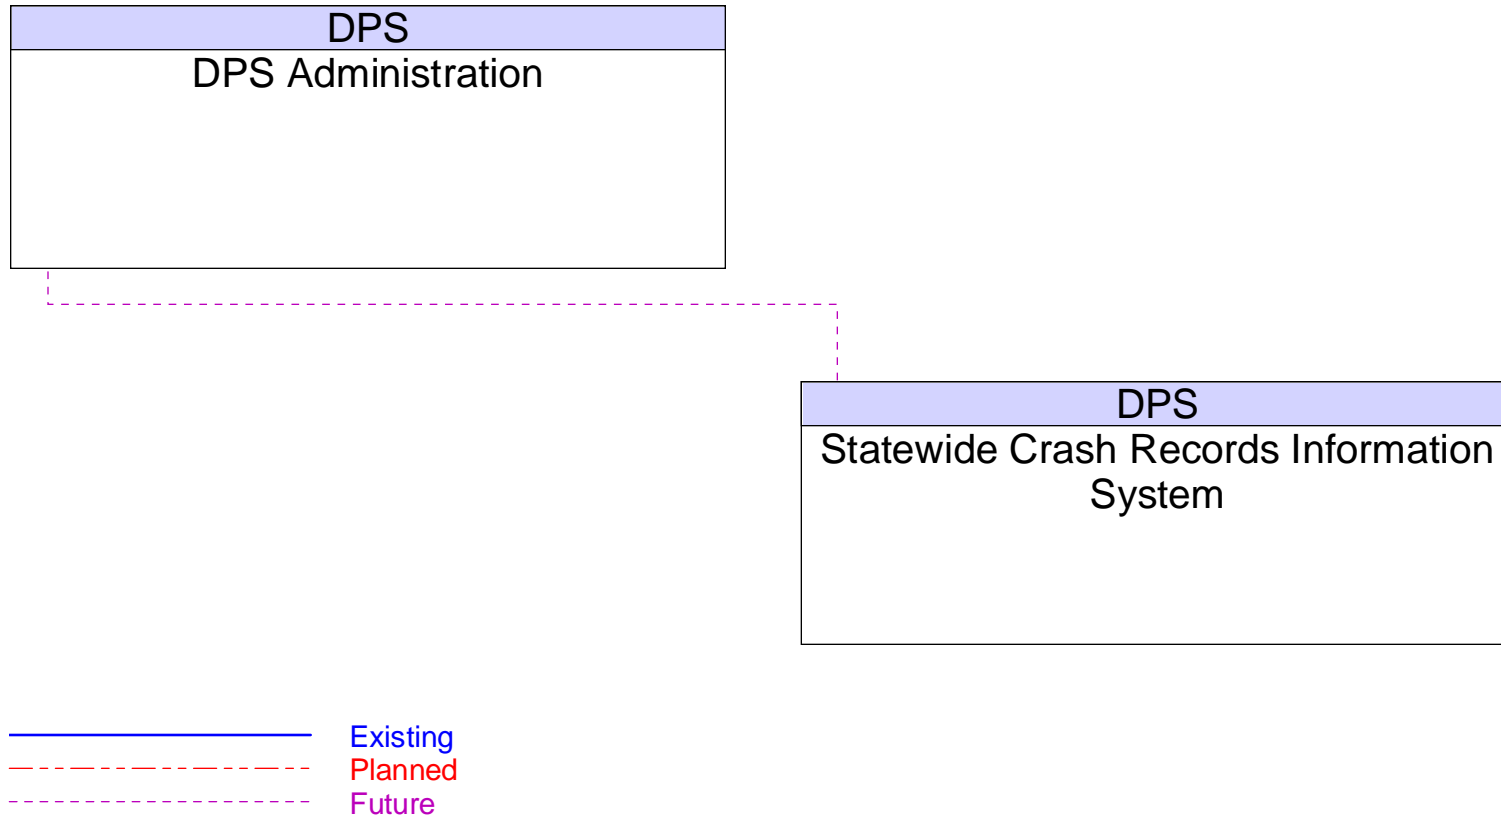 DPS
DPS Administration
DPS
Statewide Crash Records Information
System
Existing
Planned
Future